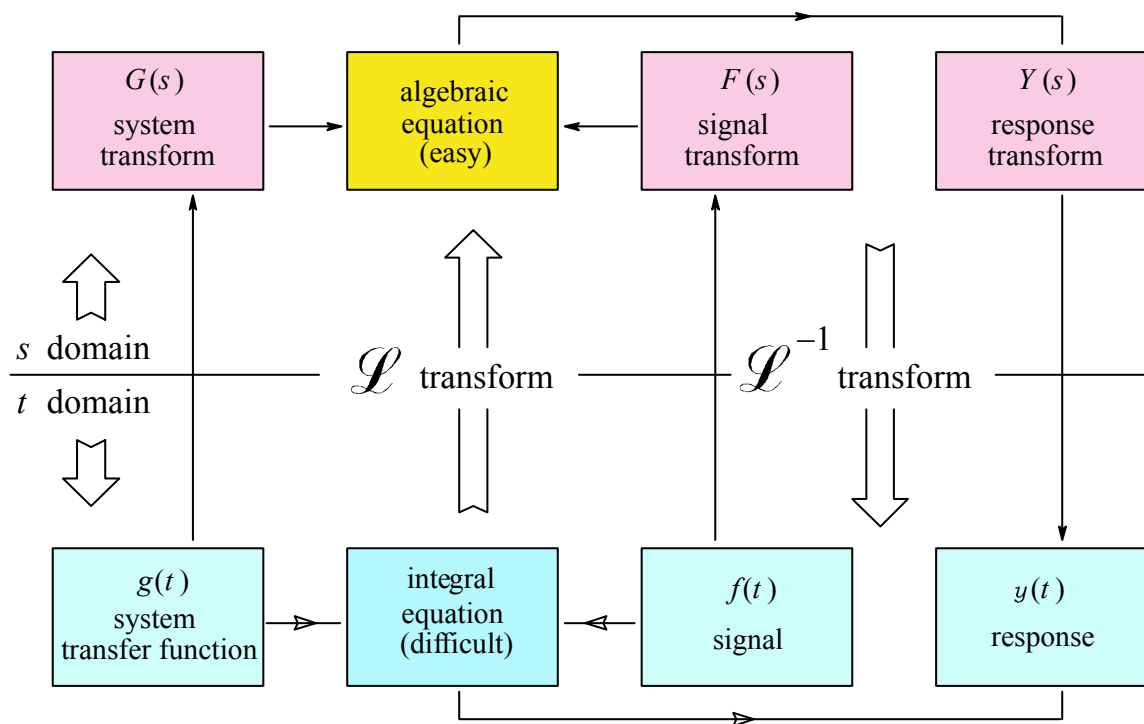 G(s)
system
transform
algebraic
equation
(easy)
F(s)
signal
transform
Y(s)
response
transform
s domain
t domain
ℒ transform
ℒ⁻¹ transform
g(t)
system
transfer function
integral
equation
(difficult)
f(t)
signal
y(t)
response